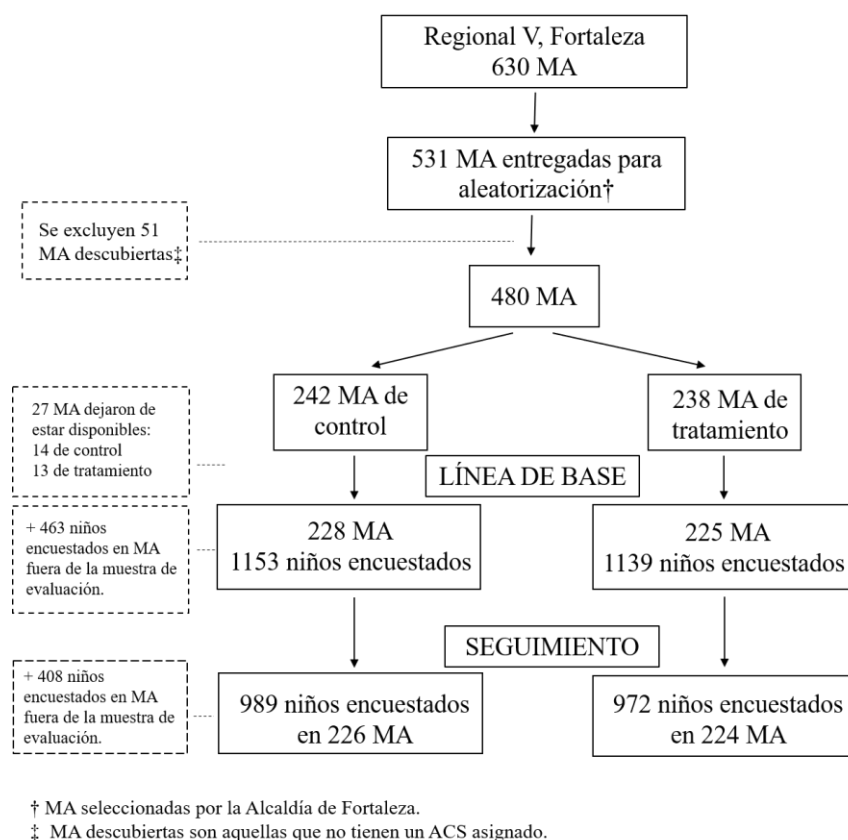 Regional V, Fortaleza
630 MA
531 MA entregadas para
aleatorización†
Se excluyen 51
MA descubiertas‡
480 MA
242 MA de
control
238 MA de
tratamiento
27 MA dejaron de
estar disponibles:
14 de control
13 de tratamiento
LÍNEA DE BASE
+ 463 niños
encuestados en MA
fuera de la muestra de
evaluación.
228 MA
1153 niños encuestados
225 MA
1139 niños encuestados
SEGUIMIENTO
+ 408 niños
encuestados en MA
fuera de la muestra de
evaluación.
989 niños encuestados
en 226 MA
972 niños encuestados
en 224 MA
† MA seleccionadas por la Alcaldía de Fortaleza.
‡ MA descubiertas son aquellas que no tienen un ACS asignado.